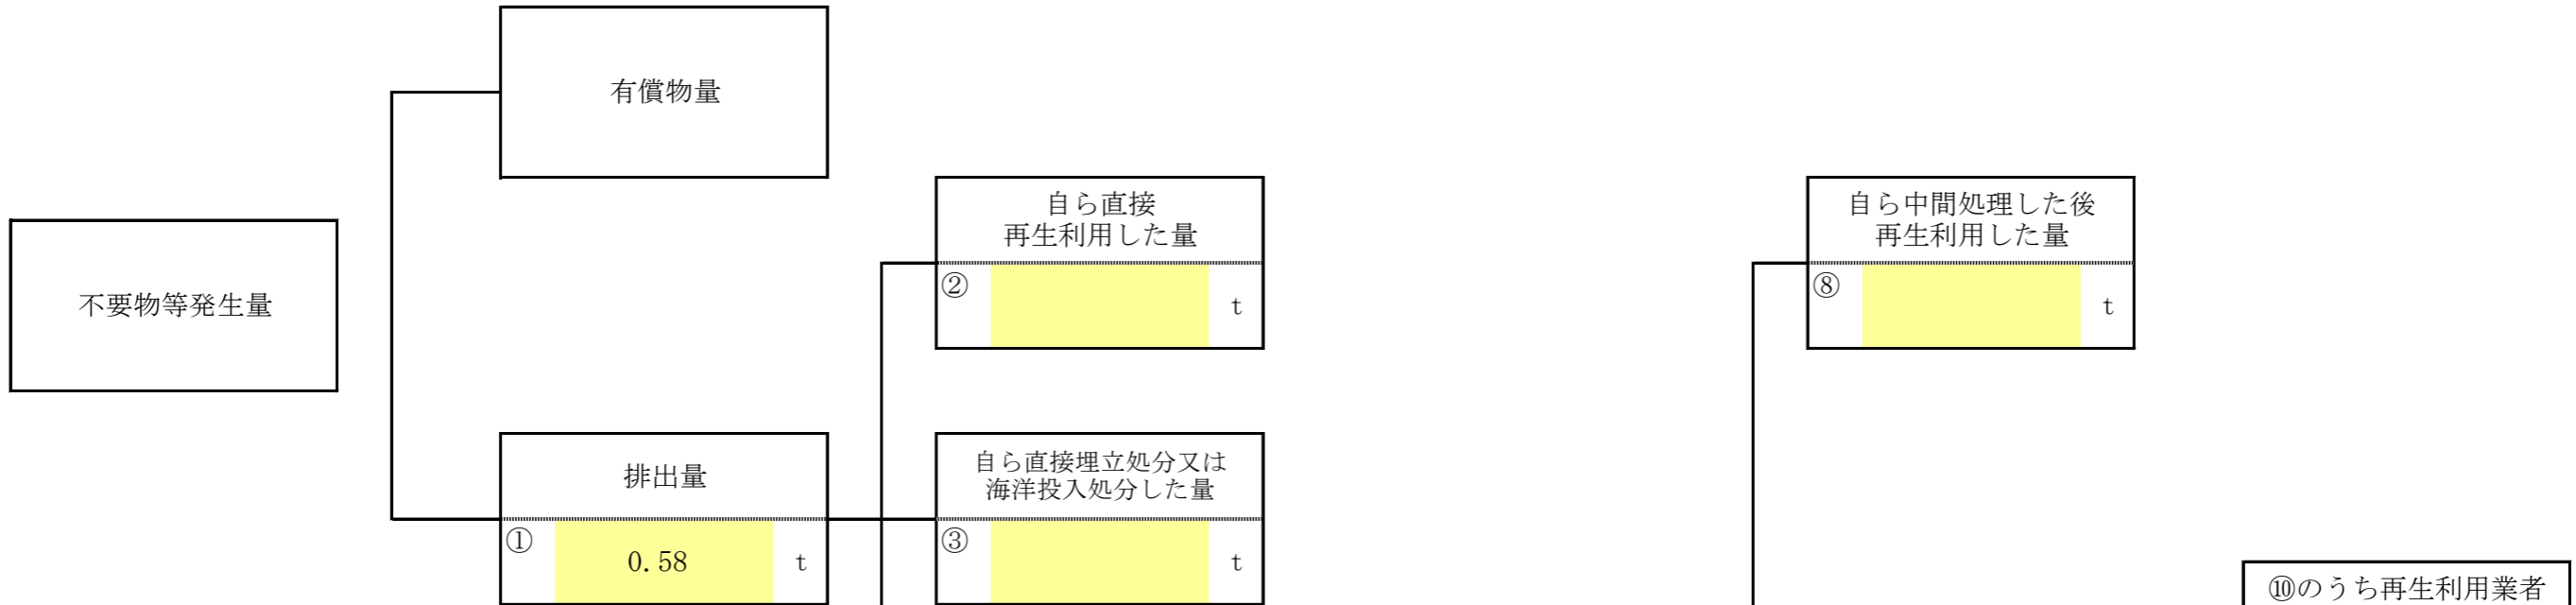 有償物量
自ら直接
再生利用した量
② t
自ら中間処理した後
再生利用した量
⑧ t
不要物等発生量
排出量
① 0.58 t
自ら直接埋立処分又は
海洋投入処分した量
③ t
⑩のうち再生利用業者